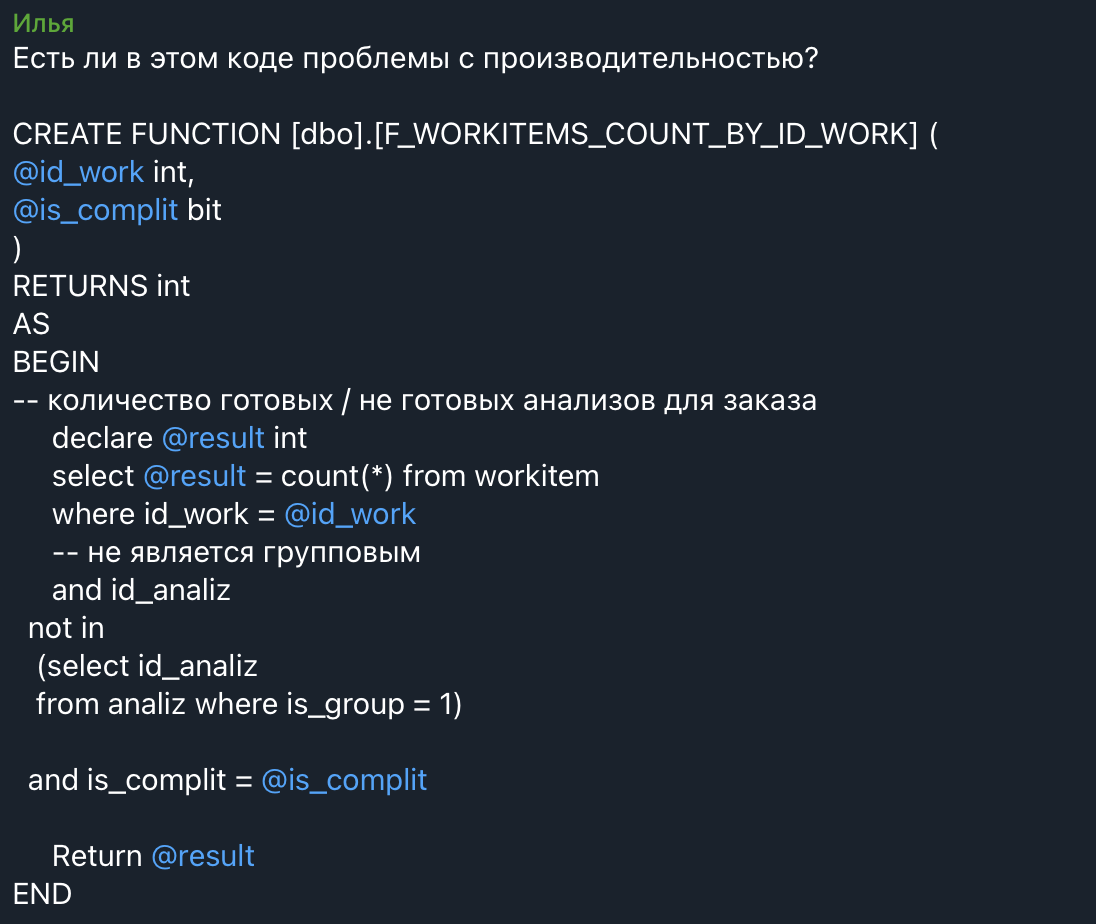 Илья
Есть ли в этом коде проблемы с производительностью?
CREATE FUNCTION [dbo].[F_WORKITEMS_COUNT_BY_ID_WORK] (
@id_work int,
@is_complit bit
)
RETURNS int
AS
BEGIN
-- количество готовых / не готовых анализов для заказа
declare @result int
select @result = count(*) from workitem
where id_work = @id_work
-- не является групповым
and id_analiz
not in
(select id_analiz
from analiz where is_group = 1)
and is_complit = @is_complit
Return @result
END